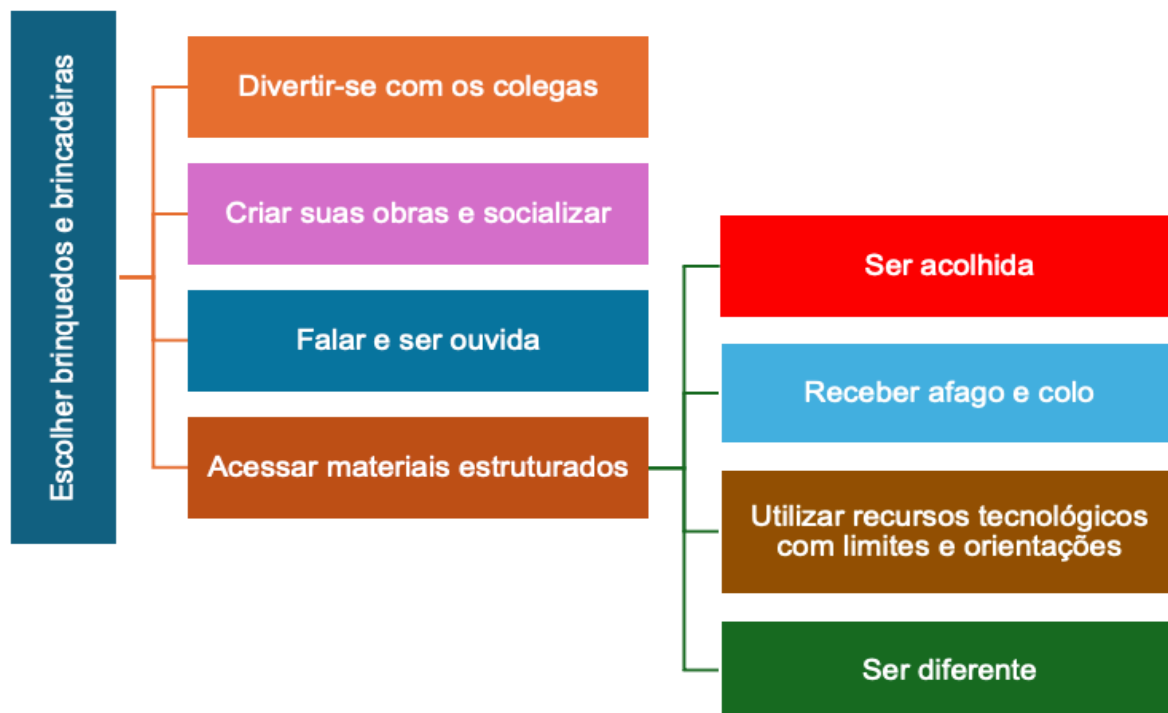 Escolher brinquedos e brincadeiras
Divertir-se com os colegas
Criar suas obras e socializar
Falar e ser ouvida
Acessar materiais estruturados
Ser acolhida
Receber afago e colo
Utilizar recursos tecnológicos
com limites e orientações
Ser diferente